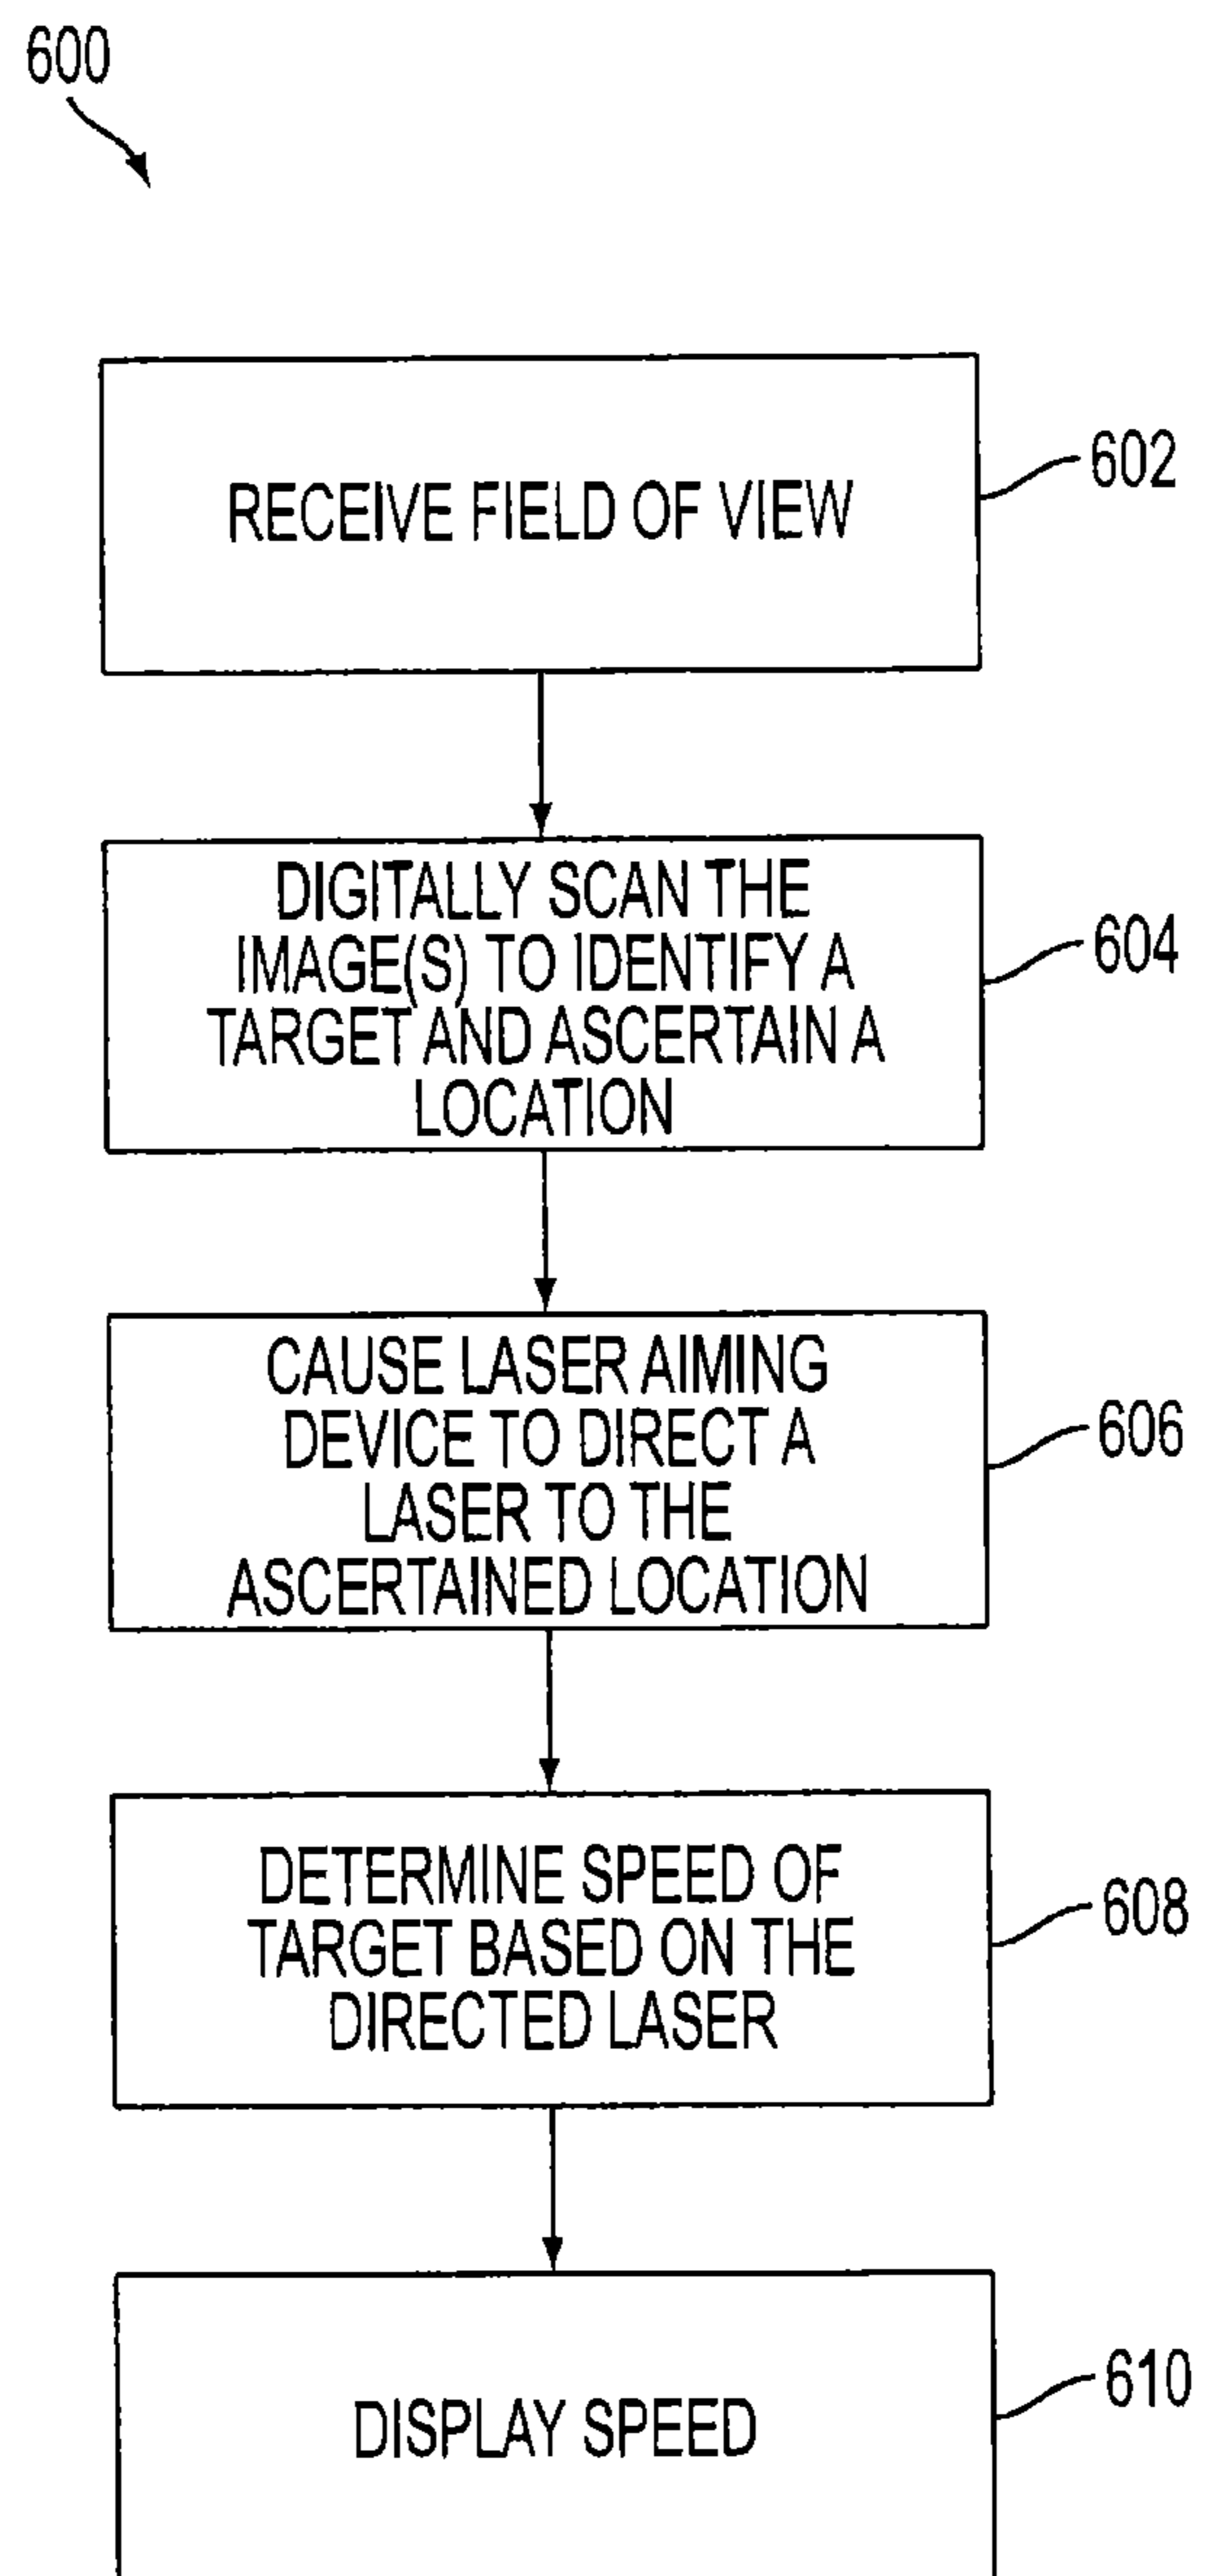 600
RECEIVE FIELD OF VIEW
602
DIGITALLY SCAN THE
IMAGE(S) TO IDENTIFY A
TARGET AND ASCERTAIN A
LOCATION
604
CAUSE LASER AIMING
DEVICE TO DIRECT A
LASER TO THE
ASCERTAINED LOCATION
606
DETERMINE SPEED OF
TARGET BASED ON THE
DIRECTED LASER
608
DISPLAY SPEED
610